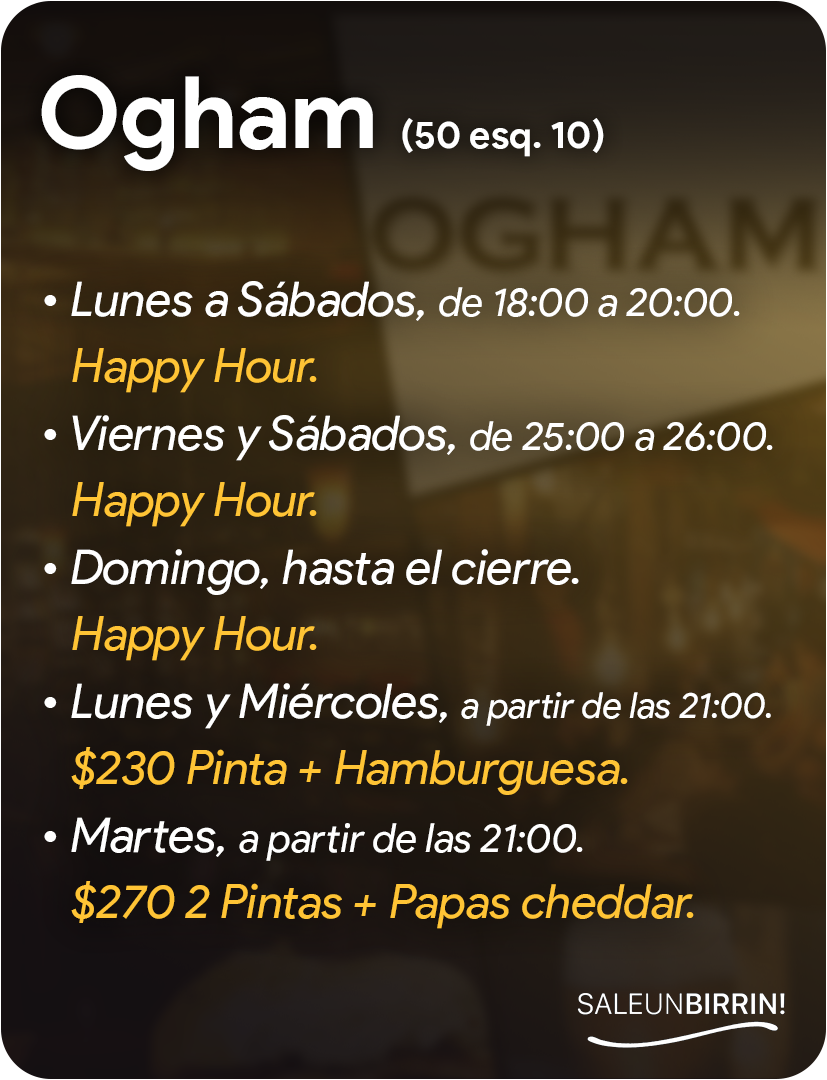 Ogham (50 esq. 10)
OGHAM
• Lunes a Sábados, de 18:00 a 20:00.
Happy Hour.
• Viernes y Sábados, de 25:00 a 26:00.
Happy Hour.
• Domingo, hasta el cierre.
Happy Hour.
• Lunes y Miércoles, a partir de las 21:00.
$230 Pinta + Hamburguesa.
• Martes, a partir de las 21:00.
$270 2 Pintas + Papas cheddar.
SALEUNBIRRIN!